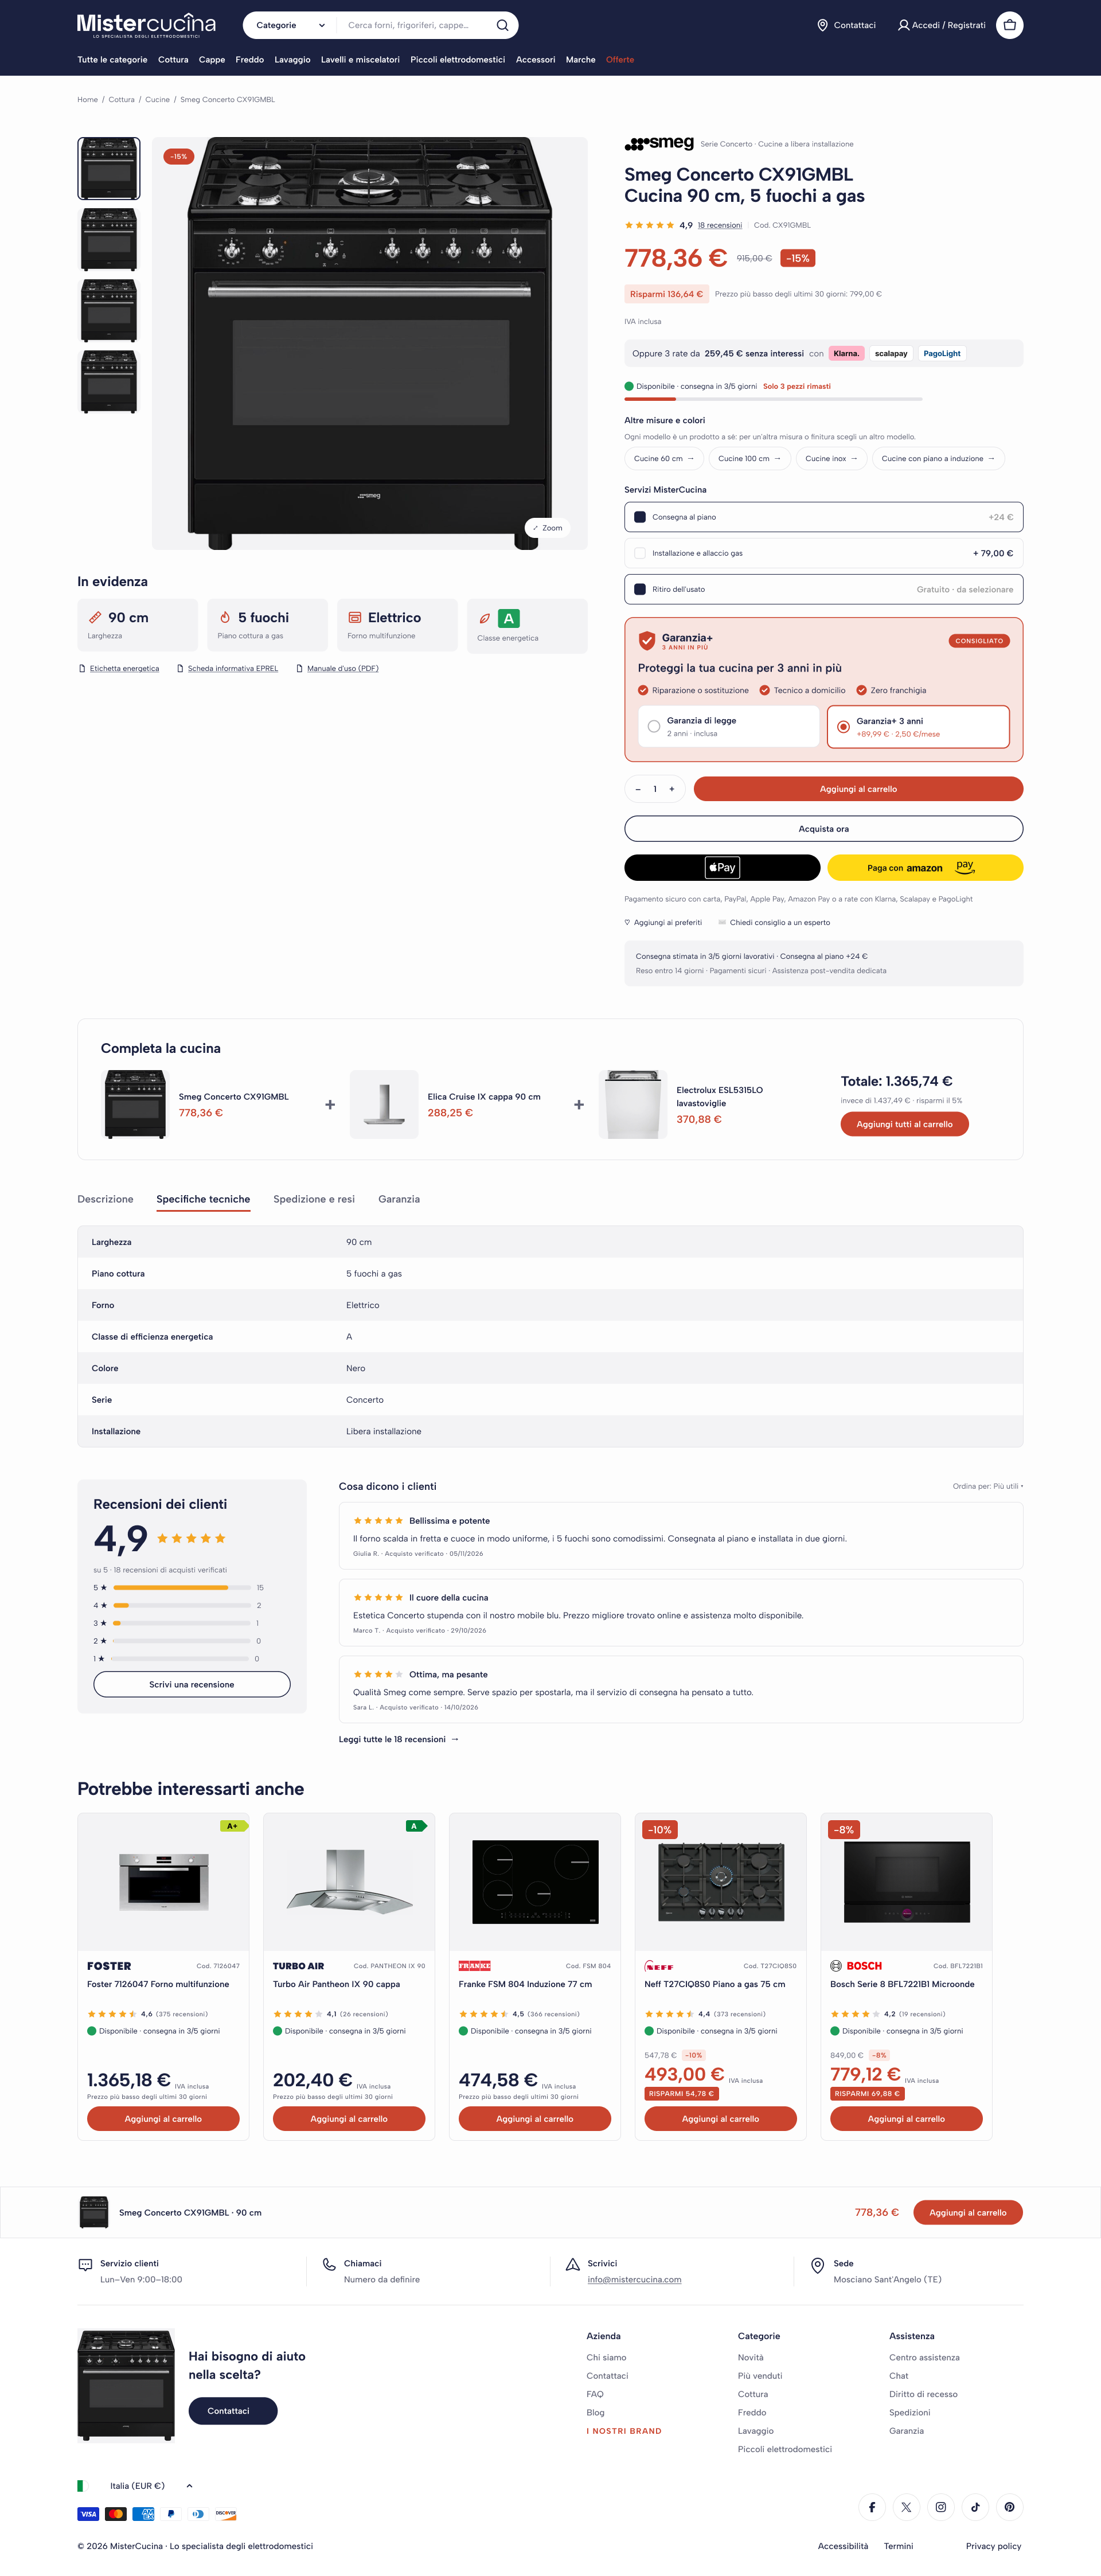 Mistercucina
LO SPECIALISTA DEGLI ELETTRODOMESTICI
Categorie
Cerca forni, frigoriferi, cappe...
Contattaci
Accedi / Registrati
Tutte le categorie Cottura Cappe Freddo Lavaggio Lavelli e miscelatori Piccoli elettrodomestici Accessori Marche Offerte
Home / Cottura / Cucine / Smeg Concerto CX91GMBL
-15%
Zoom
smeg Serie Concerto · Cucine a libera installazione
Smeg Concerto CX91GMBL
Cucina 90 cm, 5 fuochi a gas
4,9 18 recensioni Cod. CX91GMBL
778,36 € 915,00 € -15%
Risparmi 136,64 € Prezzo più basso degli ultimi 30 giorni: 799,00 €
IVA inclusa
Oppure 3 rate da 259,45 € senza interessi con Klarna. scalapay PagoLight
Disponibile · consegna in 3/5 giorni Solo 3 pezzi rimasti
Altre misure e colori
Ogni modello è un prodotto a sé: per un'altra misura o finitura scegli un altro modello.
Cucine 60 cm → Cucine 100 cm → Cucine inox → Cucine con piano a induzione →
Servizi MisterCucina
Consegna al piano +24 €
Installazione e allaccio gas + 79,00 €
Ritiro dell'usato Gratuito · da selezionare
Garanzia+
3 ANNI IN PIÙ
CONSIGLIATO
Proteggi la tua cucina per 3 anni in più
Riparazione o sostituzione Tecnico a domicilio Zero franchigia
Garanzia di legge
2 anni · inclusa
Garanzia+ 3 anni
+89,99 € · 2,50 €/mese
− 1 +
Aggiungi al carrello
Acquista ora
Pay
Paga con amazon pay
Pagamento sicuro con carta, PayPal, Apple Pay, Amazon Pay o a rate con Klarna, Scalapay e PagoLight
Aggiungi ai preferiti Chiedi consiglio a un esperto
Consegna stimata in 3/5 giorni lavorativi · Consegna al piano +24 €
Reso entro 14 giorni · Pagamenti sicuri · Assistenza post-vendita dedicata
In evidenza
90 cm
Larghezza
5 fuochi
Piano cottura a gas
Elettrico
Forno multifunzione
A
Classe energetica
Etichetta energetica Scheda informativa EPREL Manuale d'uso (PDF)
Completa la cucina
Smeg Concerto CX91GMBL
778,36 €
+
Elica Cruise IX cappa 90 cm
288,25 €
+
Electrolux ESL5315LO
lavastoviglie
370,88 €
Totale: 1.365,74 €
invece di 1.437,49 € · risparmi il 5%
Aggiungi tutti al carrello
Descrizione Specifiche tecniche Spedizione e resi Garanzia
Larghezza 90 cm
Piano cottura 5 fuochi a gas
Forno Elettrico
Classe di efficienza energetica A
Colore Nero
Serie Concerto
Installazione Libera installazione
Recensioni dei clienti
4,9
su 5 · 18 recensioni di acquisti verificati
5 ★ 15
4 ★ 2
3 ★ 1
2 ★ 0
1 ★ 0
Scrivi una recensione
Cosa dicono i clienti
Ordina per: Più utili
Bellissima e potente
Il forno scalda in fretta e cuoce in modo uniforme, i 5 fuochi sono comodissimi. Consegnata al piano e installata in due giorni.
Giulia R. · Acquisto verificato · 05/11/2026
Il cuore della cucina
Estetica Concerto stupenda con il nostro mobile blu. Prezzo migliore trovato online e assistenza molto disponibile.
Marco T. · Acquisto verificato · 29/10/2026
Ottima, ma pesante
Qualità Smeg come sempre. Serve spazio per spostarla, ma il servizio di consegna ha pensato a tutto.
Sara L. · Acquisto verificato · 14/10/2026
Leggi tutte le 18 recensioni →
Potrebbe interessarti anche
A+
FOSTER Cod. 7126047
Foster 7126047 Forno multifunzione
4,6 (375 recensioni)
Disponibile · consegna in 3/5 giorni
1.365,18 € IVA inclusa
Prezzo più basso degli ultimi 30 giorni
Aggiungi al carrello
A
TURBO AIR Cod. PANTHEON IX 90
Turbo Air Pantheon IX 90 cappa
4,1 (26 recensioni)
Disponibile · consegna in 3/5 giorni
202,40 € IVA inclusa
Prezzo più basso degli ultimi 30 giorni
Aggiungi al carrello
FRANKE Cod. FSM 804
Franke FSM 804 Induzione 77 cm
4,5 (366 recensioni)
Disponibile · consegna in 3/5 giorni
474,58 € IVA inclusa
Prezzo più basso degli ultimi 30 giorni
Aggiungi al carrello
-10%
NEFF Cod. T27CIQ8S0
Neff T27CIQ8S0 Piano a gas 75 cm
4,4 (373 recensioni)
Disponibile · consegna in 3/5 giorni
547,78 € -10%
493,00 € IVA inclusa
RISPARMI 54,78 €
Aggiungi al carrello
-8%
BOSCH Cod. BFL7221B1
Bosch Serie 8 BFL7221B1 Microonde
4,2 (19 recensioni)
Disponibile · consegna in 3/5 giorni
849,00 € -8%
779,12 € IVA inclusa
RISPARMI 69,88 €
Aggiungi al carrello
Smeg Concerto CX91GMBL · 90 cm
778,36 €
Aggiungi al carrello
Servizio clienti
Lun–Ven 9:00–18:00
Chiamaci
Numero da definire
Scrivici
info@mistercucina.com
Sede
Mosciano Sant'Angelo (TE)
Hai bisogno di aiuto
nella scelta?
Contattaci
Azienda
Chi siamo
Contattaci
FAQ
Blog
I NOSTRI BRAND
Categorie
Novità
Più venduti
Cottura
Freddo
Lavaggio
Piccoli elettrodomestici
Assistenza
Centro assistenza
Chat
Diritto di recesso
Spedizioni
Garanzia
Italia (EUR €)
VISA
AMEX
DISCOVER
© 2026 MisterCucina · Lo specialista degli elettrodomestici
Accessibilità Termini Privacy policy